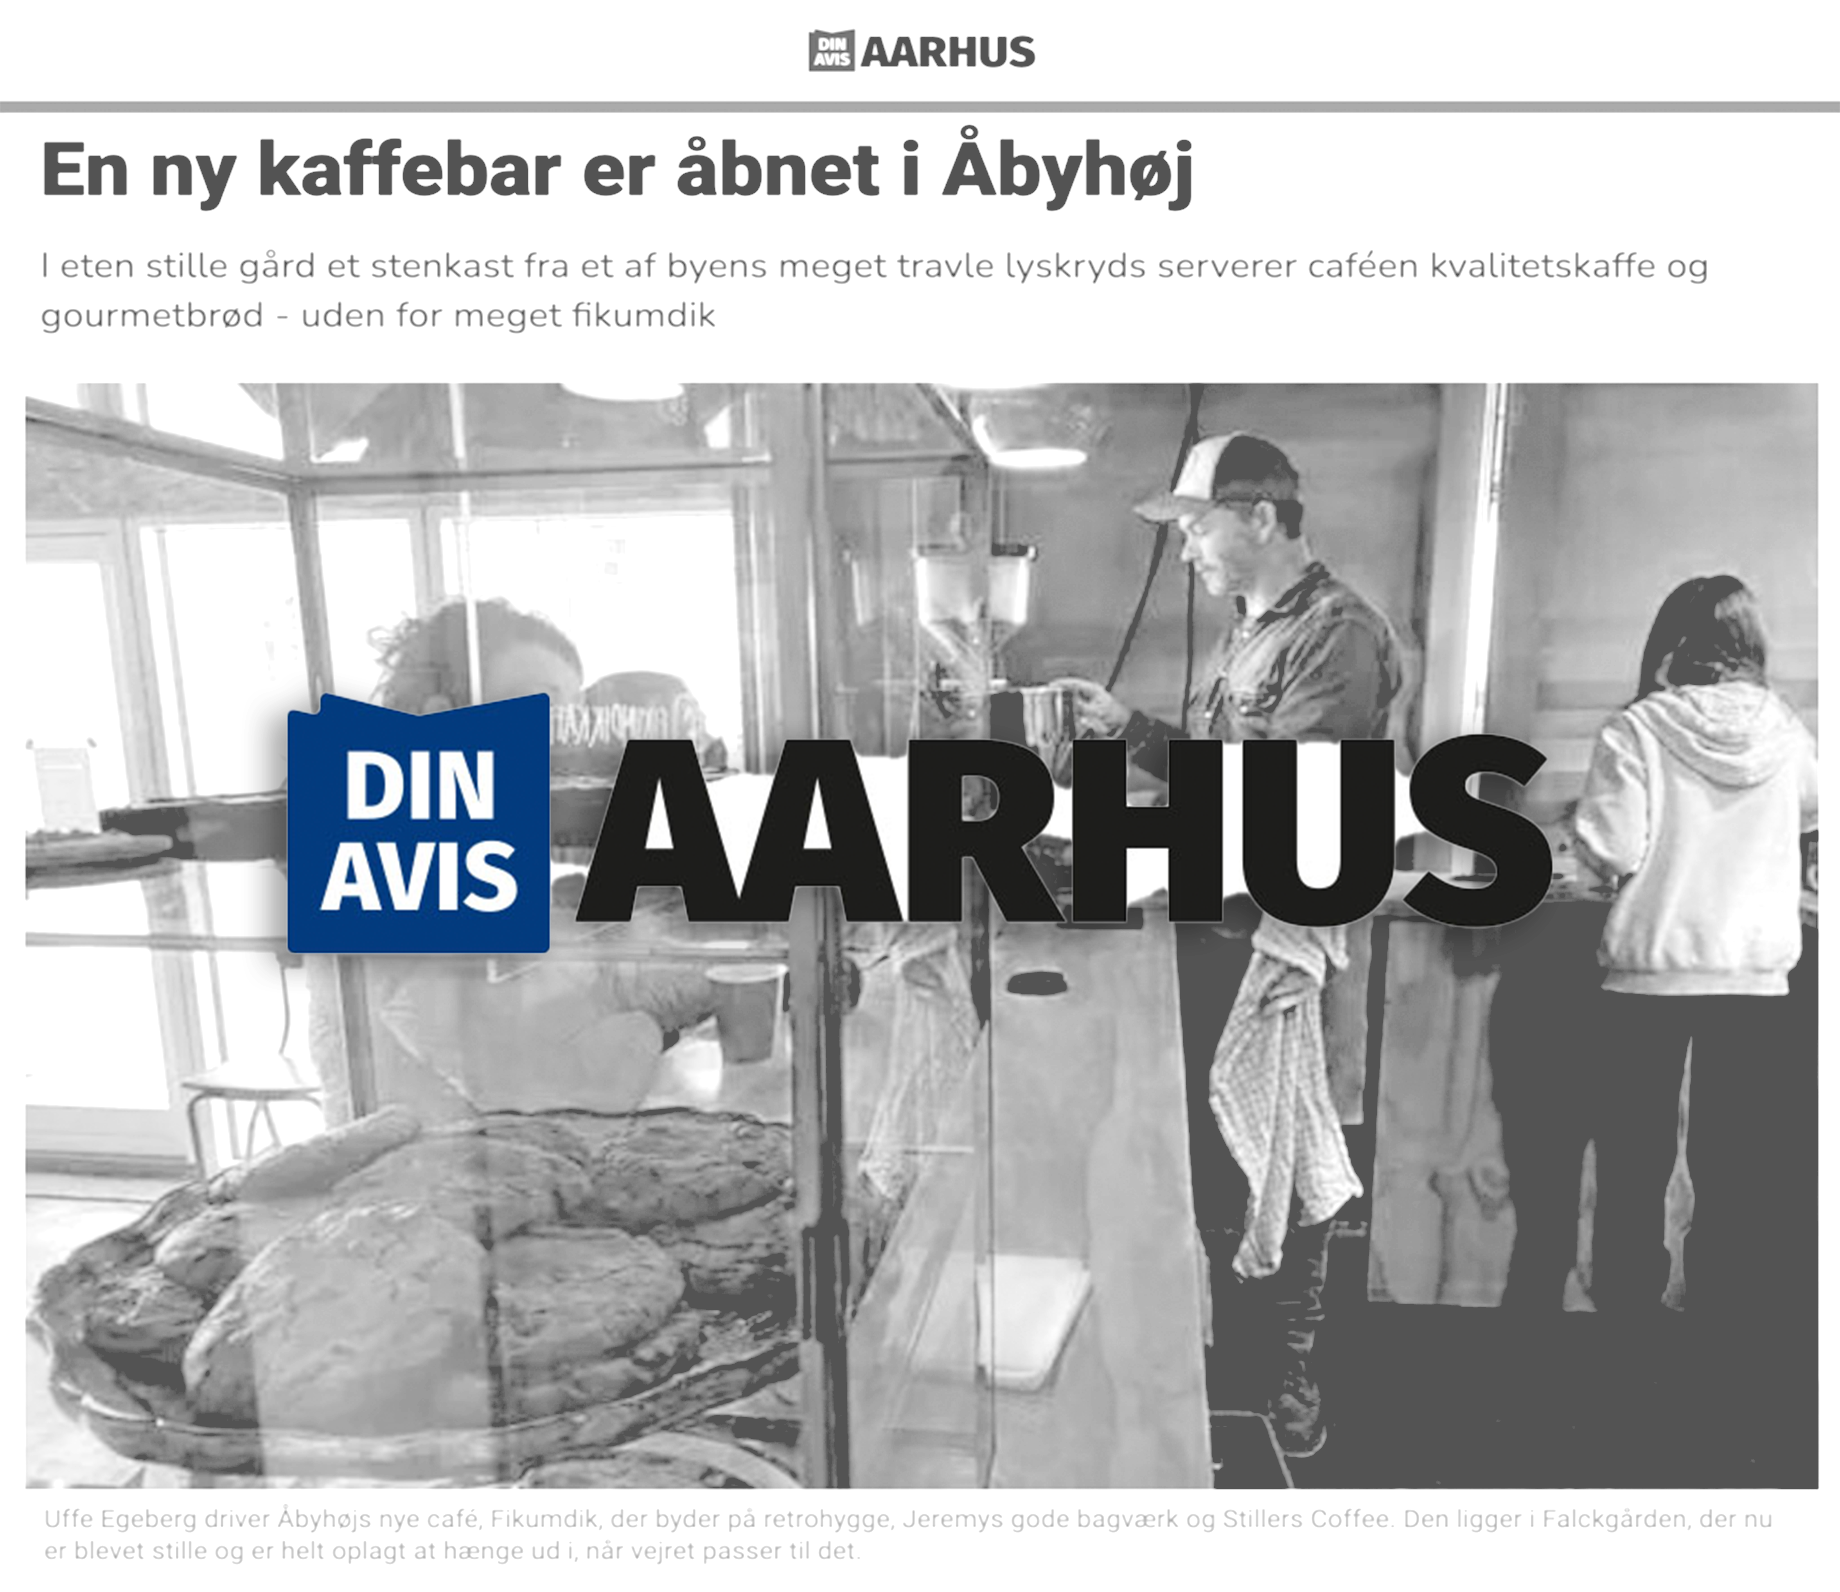 DIN
AVIS AARHUS
En ny kaffebar er åbnet i Åbyhøj
I eten stille gård et stenkast fra et af byens meget travle lyskryds serverer caféen kvalitetskaffe og
gourmetbrød - uden for meget fikumdik
DIN
AVIS
AARHUS
Uffe Egeberg driver Åbyhøjs nye café, Fikumdik, der byder på retrohygge, Jeremys gode bagværk og Stillers Coffee. Den ligger i Falckgården, der nu
er blevet stille og er helt oplagt at hænge ud i, når vejret passer til det.